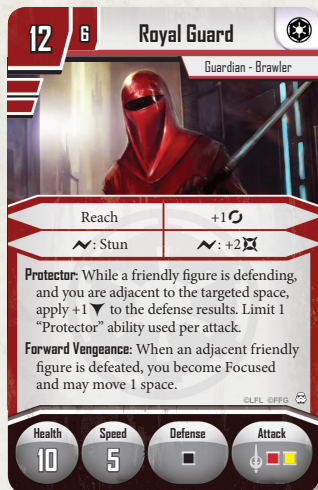 12 6 Royal Guard
Guardian - Brawler
Reach +1
: Stun : +2
Protector: While a friendly figure is defending,
and you are adjacent to the targeted space,
apply +1 to the defense results. Limit 1
"Protector" ability used per attack.
Forward Vengeance: When an adjacent friendly
figure is defeated, you become Focused
and may move 1 space.
©LFL ©FFG
Health Speed Defense Attack
10 5